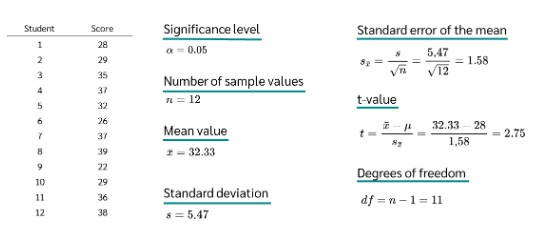 Student Score
1 28
2 29
3 35
4 37
5 32
6 26
7 37
8 39
9 22
10 29
11 36
12 38
Significance level
α = 0.05
Number of sample values
n = 12
Mean value
x̄ = 32.33
Standard deviation
s = 5.47
Standard error of the mean
sx̄ = s / √n = 5,47 / √12 = 1.58
t-value
t = x̄ − μ / sx̄ = 32.33 − 28 / 1,58 = 2.75
Degrees of freedom
df = n − 1 = 11